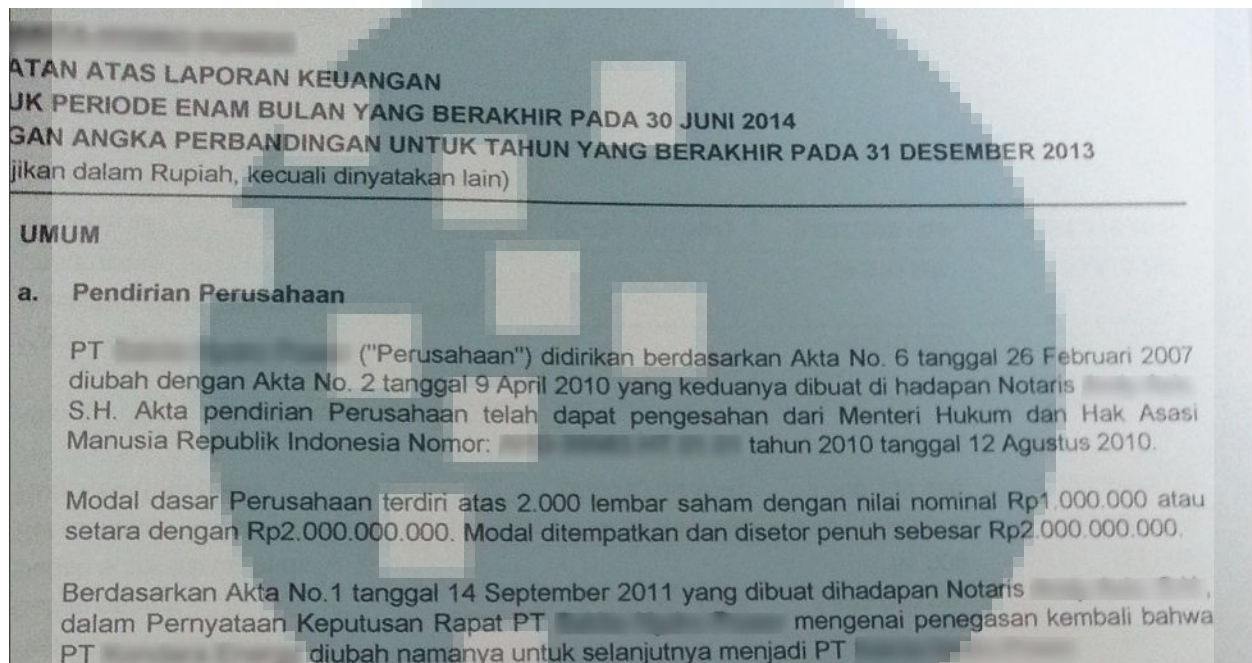 ATAN ATAS LAPORAN KEUANGAN
UK PERIODE ENAM BULAN YANG BERAKHIR PADA 30 JUNI 2014
GAN ANGKA PERBANDINGAN UNTUK TAHUN YANG BERAKHIR PADA 31 DESEMBER 2013
jikan dalam Rupiah, kecuali dinyatakan lain)
UMUM
a. Pendirian Perusahaan
PT ("Perusahaan") didirikan berdasarkan Akta No. 6 tanggal 26 Februari 2007
diubah dengan Akta No. 2 tanggal 9 April 2010 yang keduanya dibuat di hadapan Notaris
S.H. Akta pendirian Perusahaan telah dapat pengesahan dari Menteri Hukum dan Hak Asasi
Manusia Republik Indonesia Nomor: tahun 2010 tanggal 12 Agustus 2010.
Modal dasar Perusahaan terdiri atas 2.000 lembar saham dengan nilai nominal Rp1.000.000 atau
setara dengan Rp2.000.000.000. Modal ditempatkan dan disetor penuh sebesar Rp2.000.000.000.
Berdasarkan Akta No.1 tanggal 14 September 2011 yang dibuat dihadapan Notaris ,
dalam Pernyataan Keputusan Rapat PT mengenai penegasan kembali bahwa
PT diubah namanya untuk selanjutnya menjadi PT